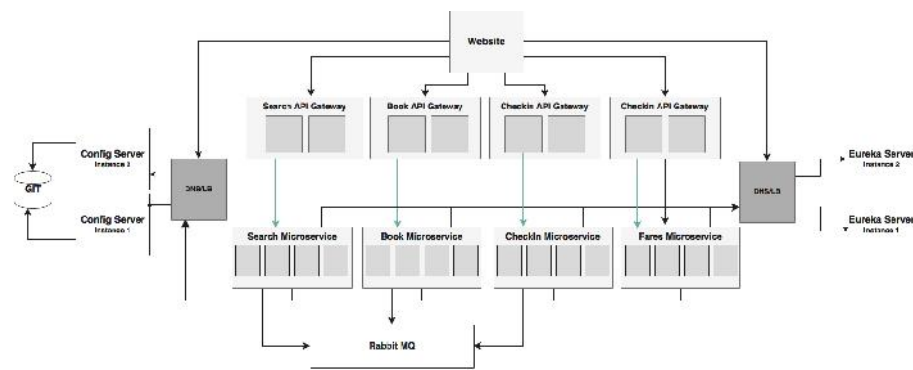 Website
Search API Gateway
Book API Gateway
Checkin API Gateway
Checkin API Gateway
Config Server
Instance 2
DNS/LB
GIT
Config Server
Instance 1
Eureka Server
Instance 2
DNS/LB
Eureka Server
Instance 1
Search Microservice
Book Microservice
CheckIn Microservice
Fares Microservice
Rabbit MQ